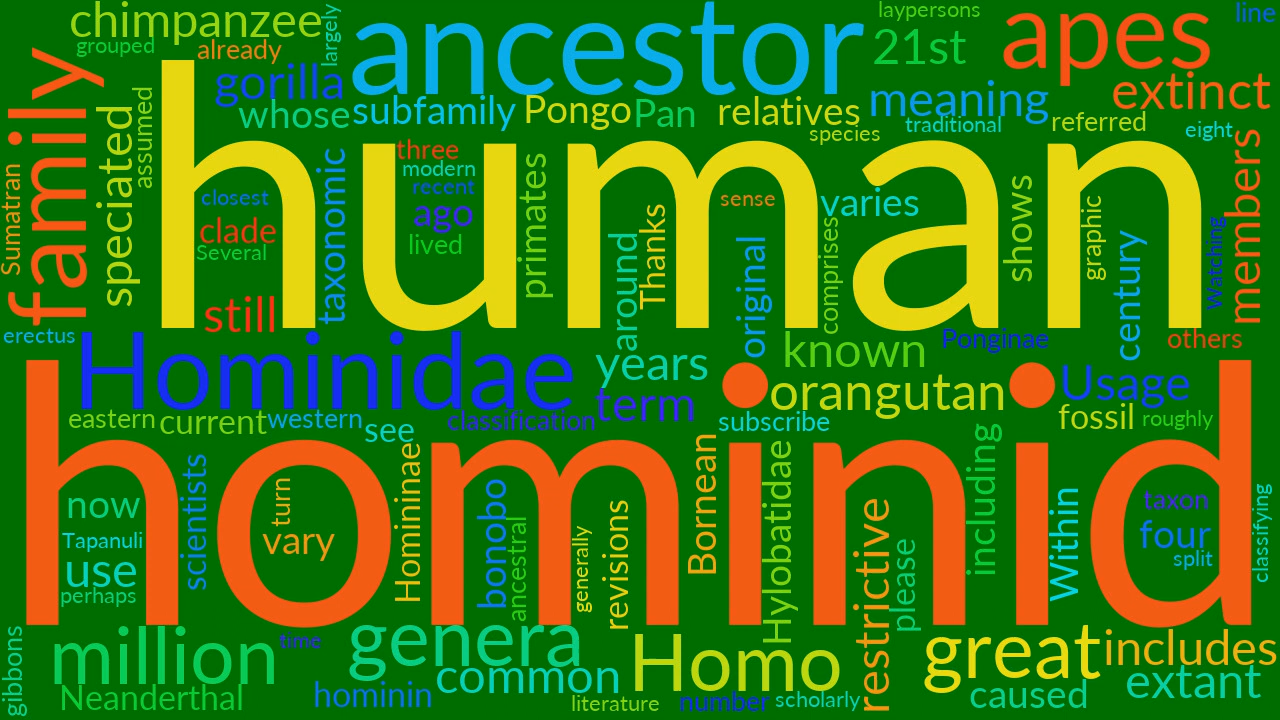 chimpanzee
grouped
already
largely
ancestor
laypersons
21st
apes
line
family
gorilla
whose
subfamily
Pongo
Pan
relatives
meaning
extinct
species
traditional
referred
eight
speciated
assumed
human
Sumatran
closest
clade
Several
still
taxonomic
three
modern
recent
ago
lived
primates
around
Thanks
sense
original
varies
comprises
shows
graphic
century
Watching
members
erectus
Hominidae
years
term
known
Ponginae
others
orangutan
Usage
eastern
current
western
see
classification
subscribe
fossil
roughly
hominid
now
Tapanuli
use
perhaps
scientists
turn
vary
Homininae
bonobo
ancestral
generally
revisions
Bornean
Hylobatidae
restrictive
please
including
Within
taxon
four
split
classifying
gibbons
million
time
Neanderthal
genera
hominin
common
literature
Homo
number
scholarly
great
includes
caused
extant